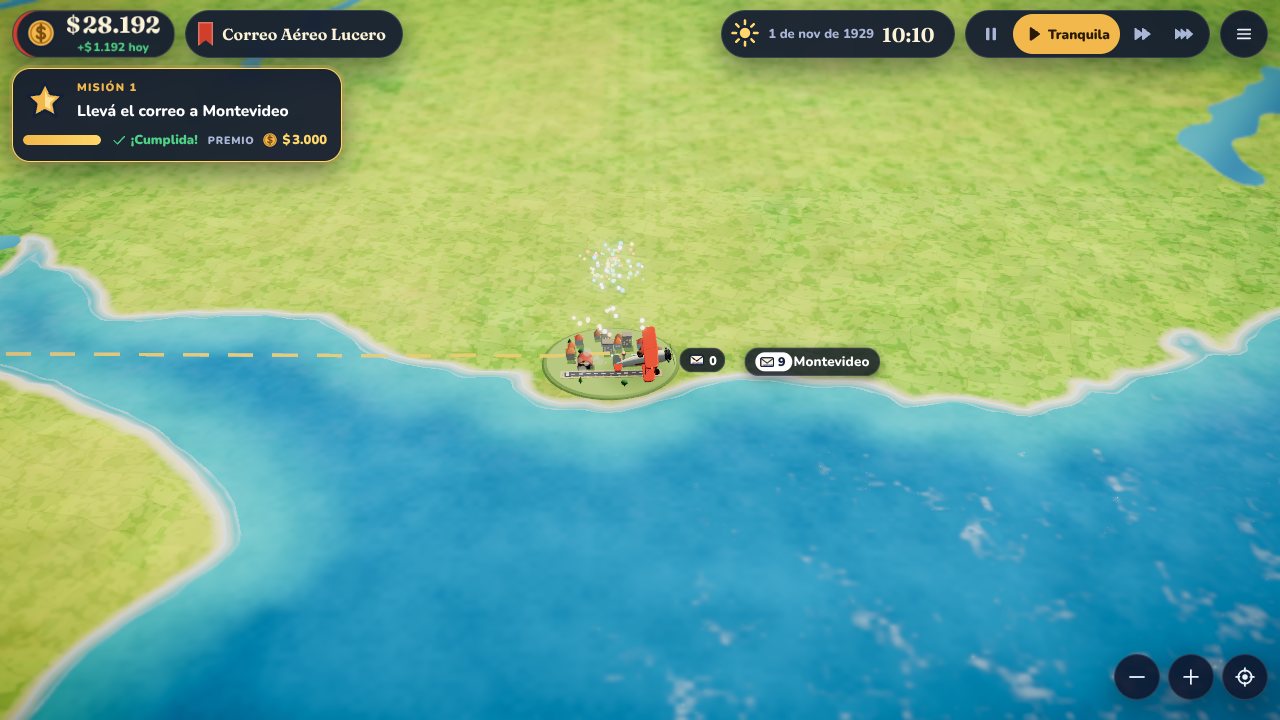 $28.192
+$1.192 hoy
Correo Aéreo Lucero
1 de nov de 1929 10:10
Tranquila
MISIÓN 1
Llevá el correo a Montevideo
¡Cumplida! PREMIO $3.000
0
9 Montevideo